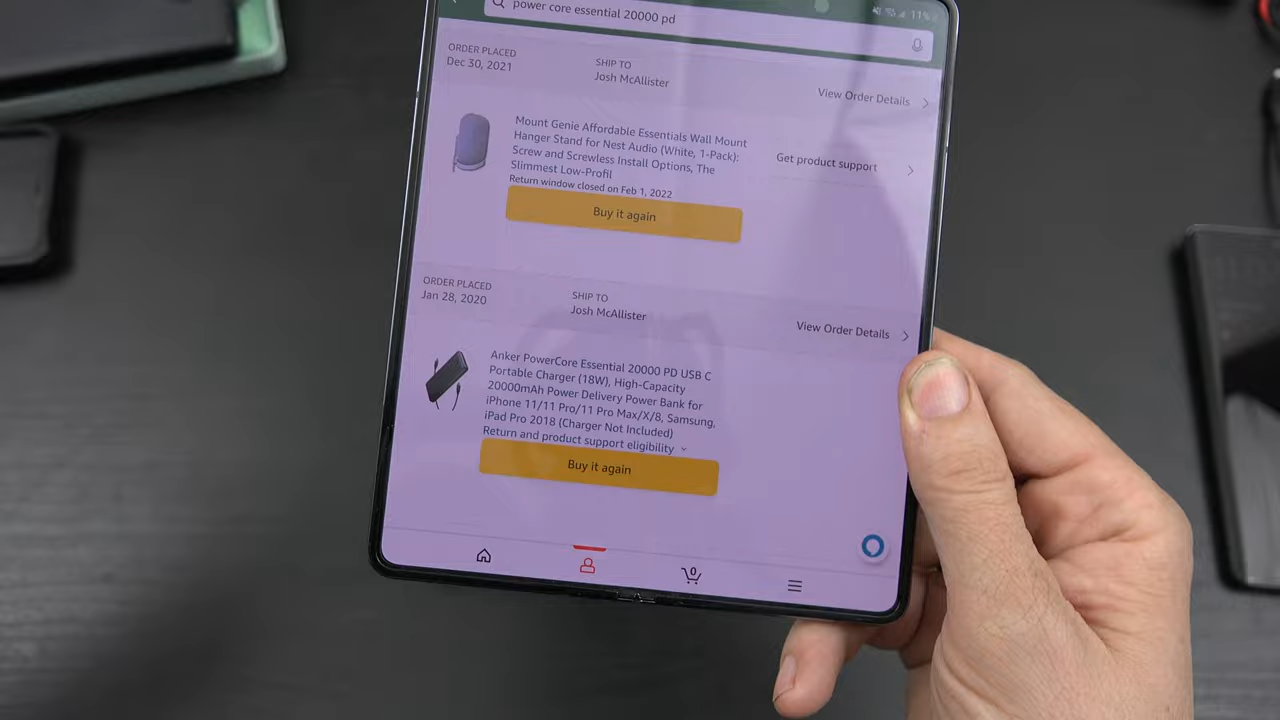 power core essential 20000 pd
11%
ORDER PLACED
Dec 30, 2021
SHIP TO
Josh McAllister
View Order Details
Mount Genie Affordable Essentials Wall Mount
Hanger Stand for Nest Audio (White, 1-Pack):
Screw and Screwless Install Options, The
Slimmest Low-Profil
Return window closed on Feb 1, 2022
Get product support
Buy it again
ORDER PLACED
Jan 28, 2020
SHIP TO
Josh McAllister
View Order Details
Anker PowerCore Essential 20000 PD USB C
Portable Charger (18W), High-Capacity
20000mAh Power Delivery Power Bank for
iPhone 11/11 Pro/11 Pro Max/X/8, Samsung,
iPad Pro 2018 (Charger Not Included)
Return and product support eligibility
Buy it again
0